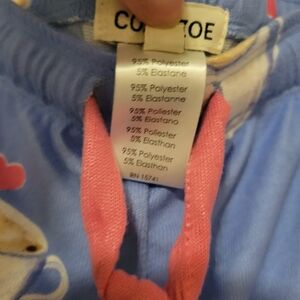 95% Polyester
5% Elastane
95% Polyester
5% Elastanne
95% Poliester
5% Elastano
95% Poliester
5% Elasthan
95% Polyester
5% Elasthan
RN 15741